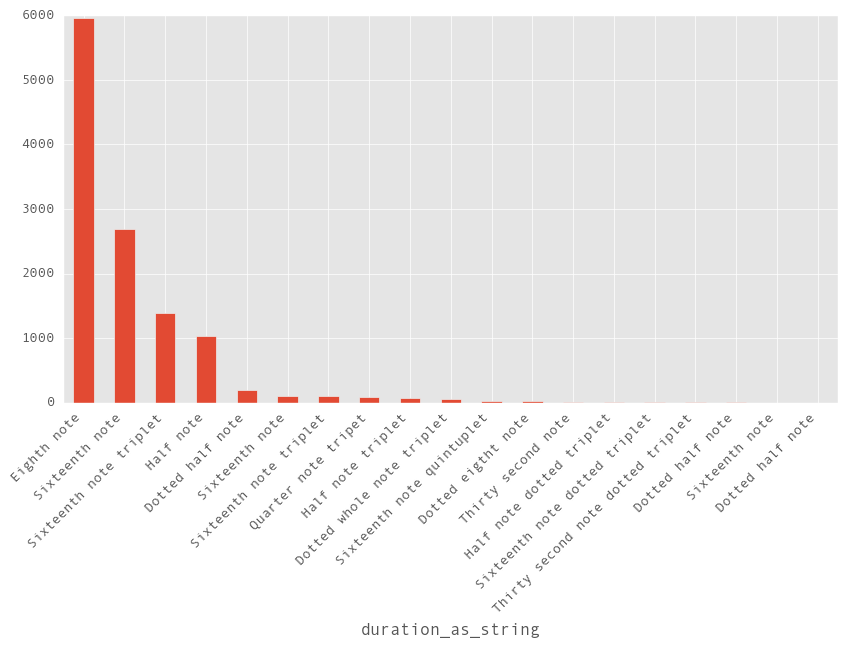 6000
5000
4000
3000
2000
1000
0
Eighth note
Sixteenth note
Sixteenth note triplet
Half note
Dotted half note
Sixteenth note
Sixteenth note triplet
Quarter note tripet
Half note triplet
Dotted whole note triplet
Sixteenth note quintuplet
Dotted eigtht note
Thirty second note
Half note dotted triplet
Sixteenth note dotted triplet
Thirty second note dotted triplet
Dotted half note
Sixteenth note
Dotted half note
duration_as_string